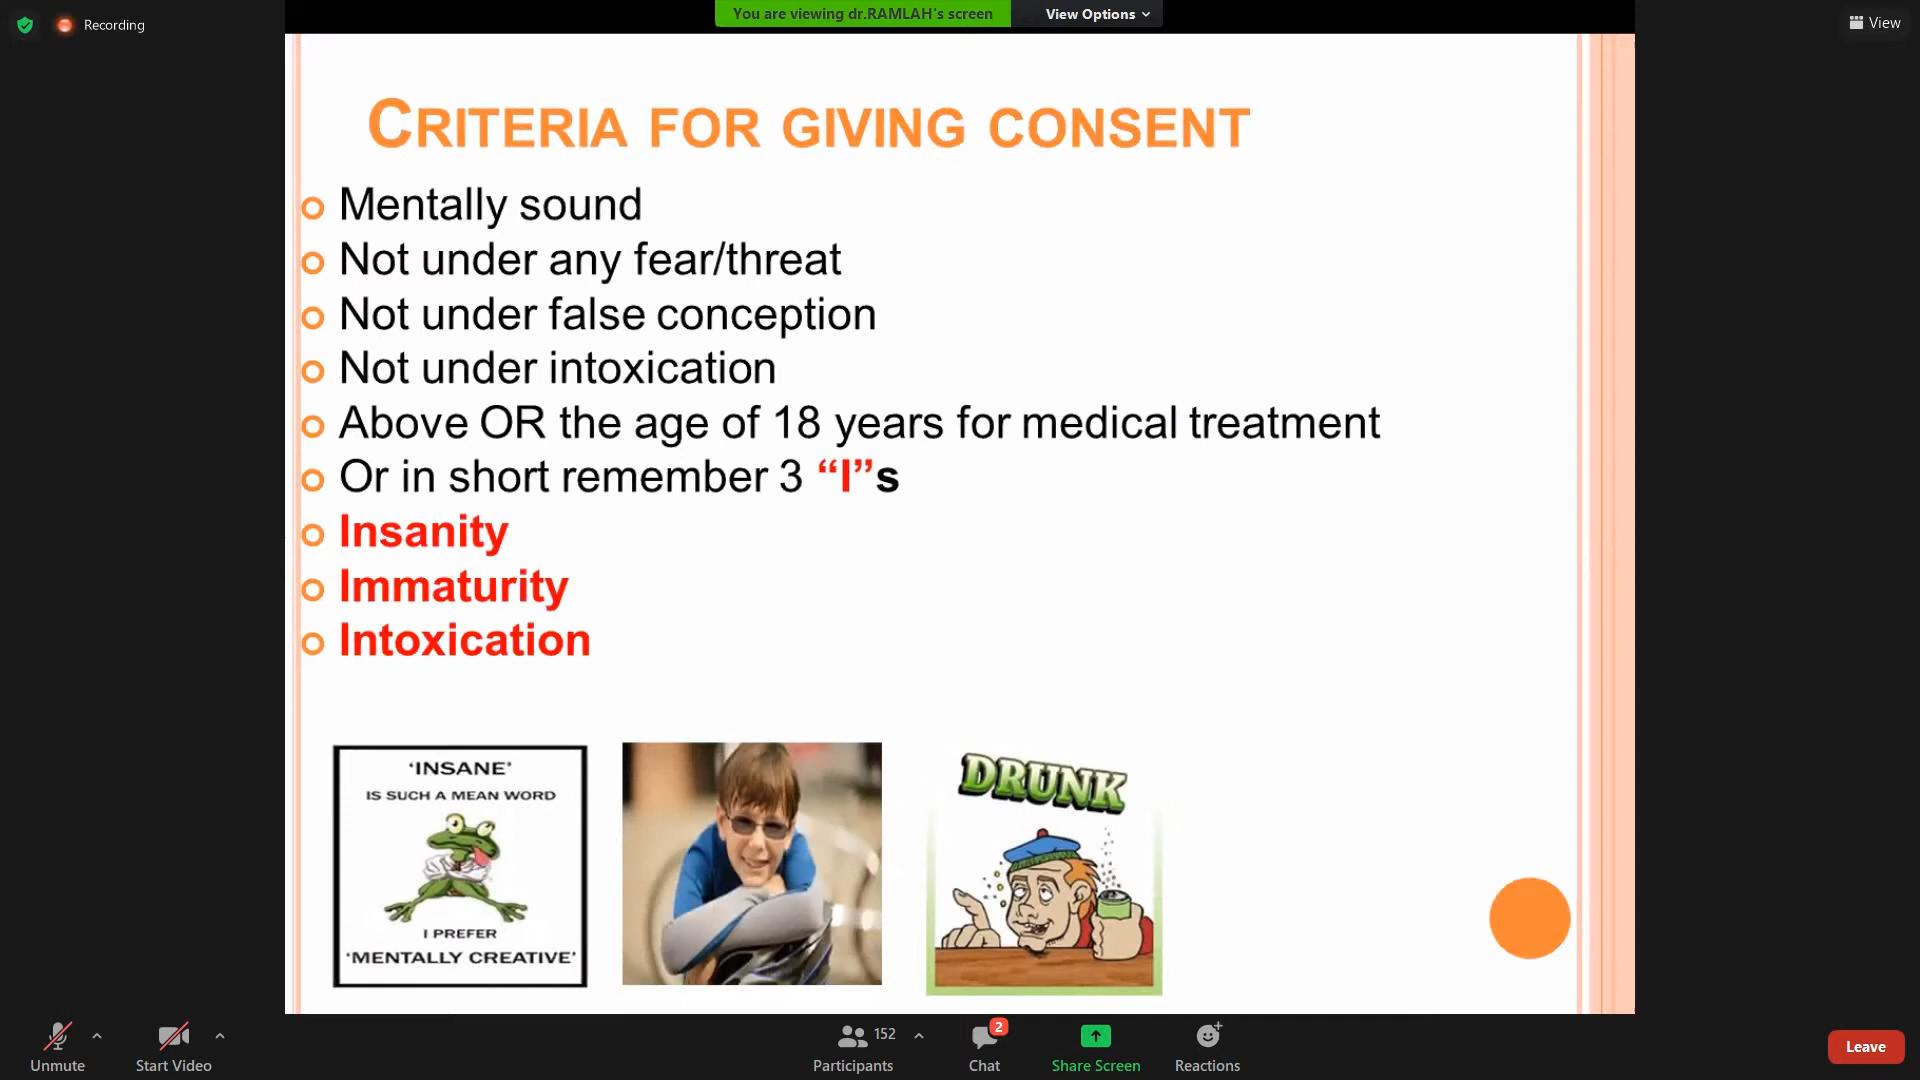 Recording
You are viewing dr.RAMLAH's screen
View Options
View
CRITERIA FOR GIVING CONSENT
Mentally sound
Not under any fear/threat
Not under false conception
Not under intoxication
Above OR the age of 18 years for medical treatment
Or in short remember 3 “I”s
Insanity
Immaturity
Intoxication
‘INSANE’
IS SUCH A MEAN WORD
I PREFER
‘MENTALLY CREATIVE’
DRUNK
Unmute
Start Video
152
Participants
2
Chat
Share Screen
Reactions
Leave